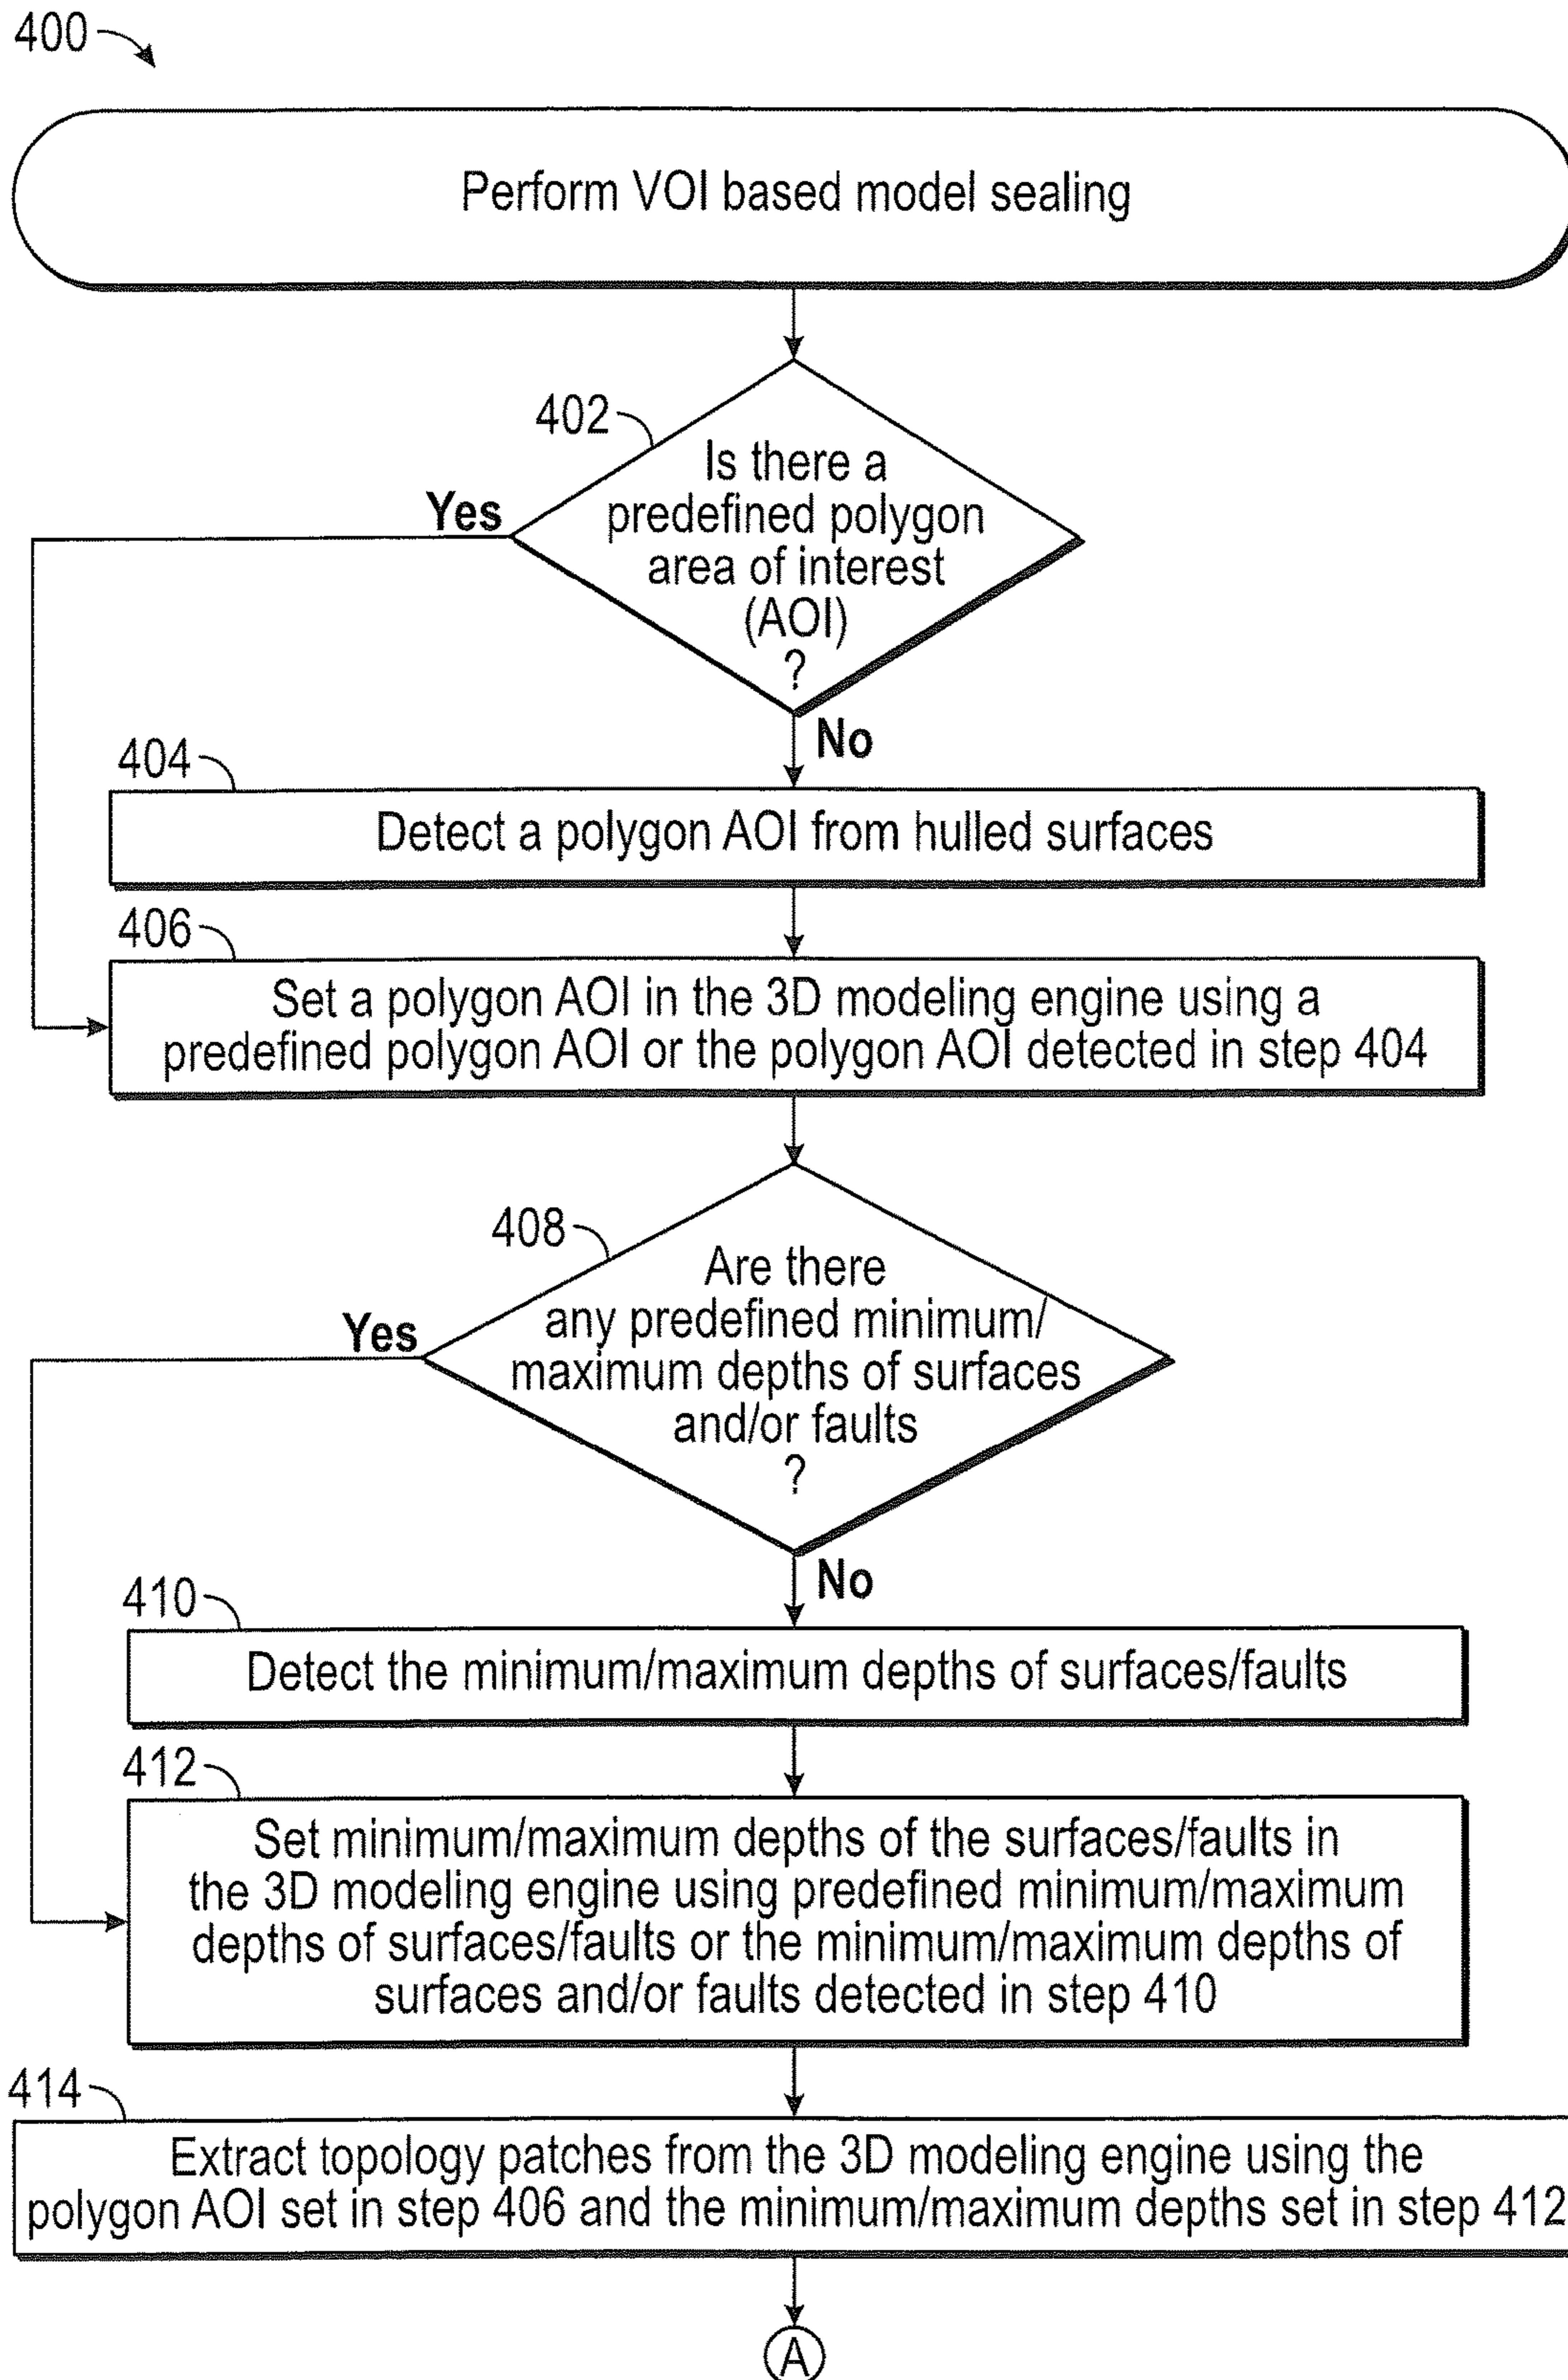 400
Perform VOI based model sealing
402
Is there a
predefined polygon
area of interest
(AOI)
?
Yes
No
404
Detect a polygon AOI from hulled surfaces
406
Set a polygon AOI in the 3D modeling engine using a
predefined polygon AOI or the polygon AOI detected in step 404
408
Are there
any predefined minimum/
maximum depths of surfaces
and/or faults
?
Yes
No
410
Detect the minimum/maximum depths of surfaces/faults
412
Set minimum/maximum depths of the surfaces/faults in
the 3D modeling engine using predefined minimum/maximum
depths of surfaces/faults or the minimum/maximum depths of
surfaces and/or faults detected in step 410
414
Extract topology patches from the 3D modeling engine using the
polygon AOI set in step 406 and the minimum/maximum depths set in step 412
A